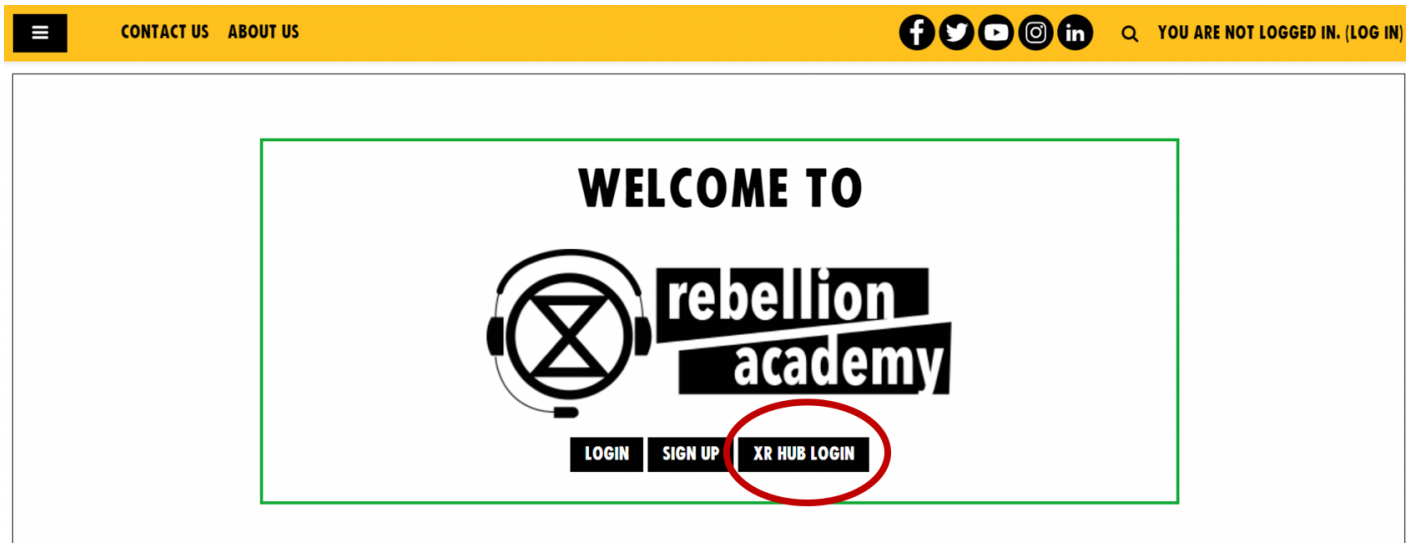 CONTACT US ABOUT US YOU ARE NOT LOGGED IN. (LOG IN)
WELCOME TO
rebellion
academy
LOGIN SIGN UP XR HUB LOGIN